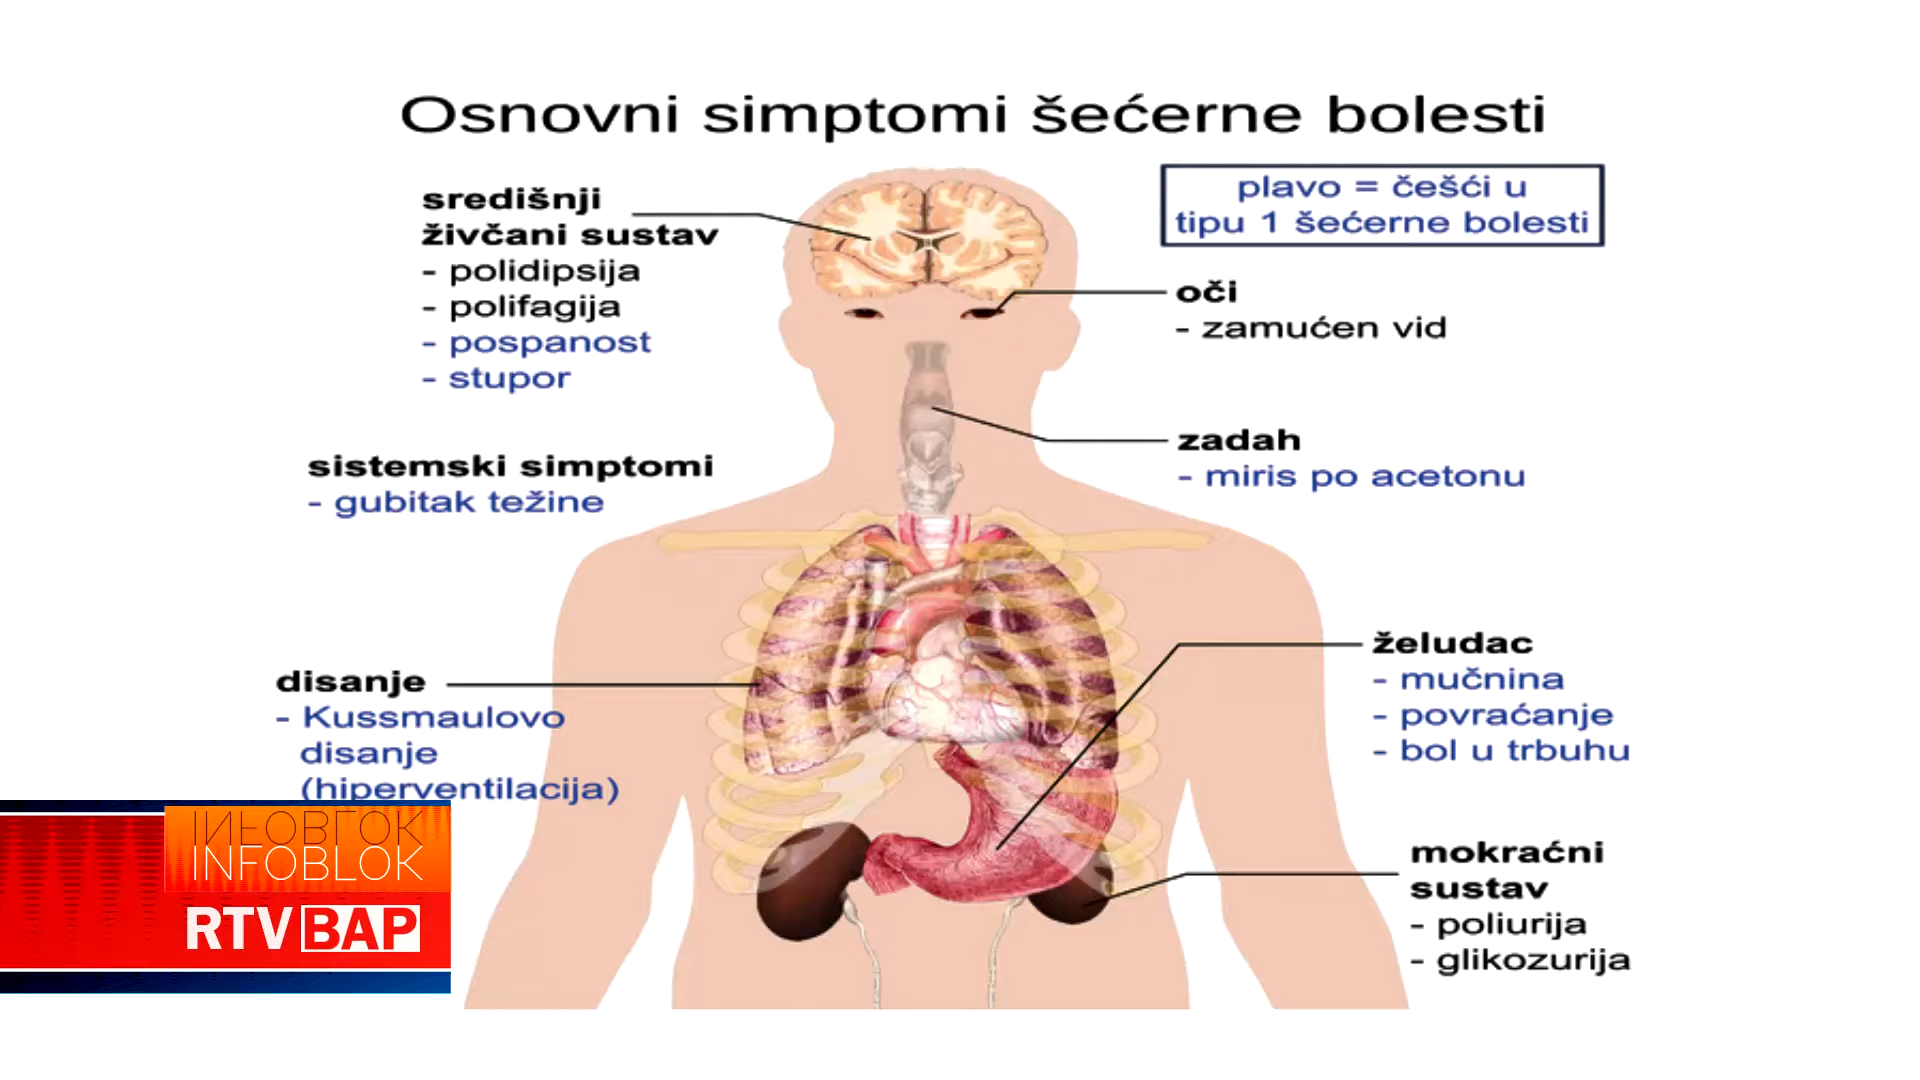 Osnovni simptomi šećerne bolesti
središnji
živčani sustav
- polidipsija
- polifagija
- pospanost
- stupor
plavo = češći u
tipu 1 šećerne bolesti
oči
- zamućen vid
zadah
- miris po acetonu
sistemski simptomi
- gubitak težine
disanje
- Kussmaulovo
disanje
(hiperventilacija)
želudac
- mučnina
- povraćanje
- bol u trbuhu
mokraćni
sustav
- poliurija
- glikozurija
INFOBLOK
INFOBLOK
RTV BAP